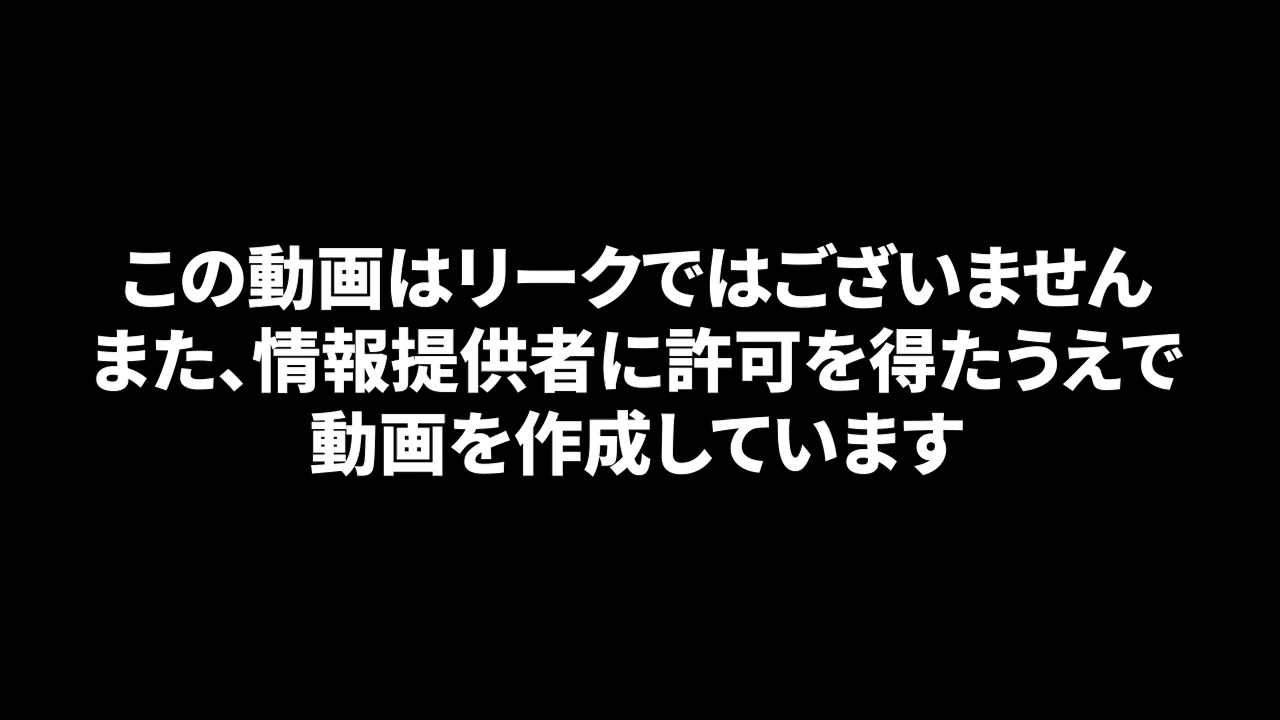 この動画はリークではございません
また、情報提供者に許可を得たうえで
動画を作成しています